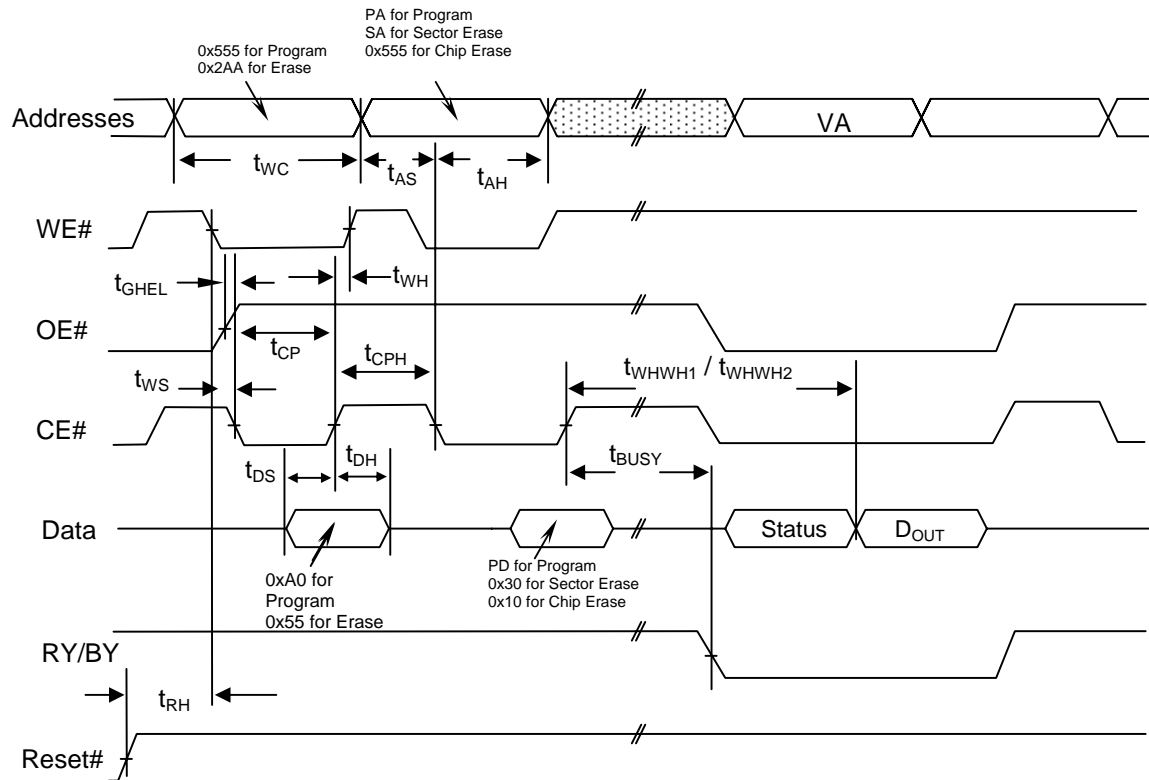 PA for Program
SA for Sector Erase
0x555 for Chip Erase
0x555 for Program
0x2AA for Erase
Addresses
VA
tWC
tAS
tAH
WE#
tGHEL
tWH
OE#
tCP
tCPH
tWHWH1 / tWHWH2
tWS
CE#
tDS
tDH
tBUSY
Data
Status
DOUT
PD for Program
0x30 for Sector Erase
0x10 for Chip Erase
0xA0 for
Program
0x55 for Erase
RY/BY
tRH
Reset#